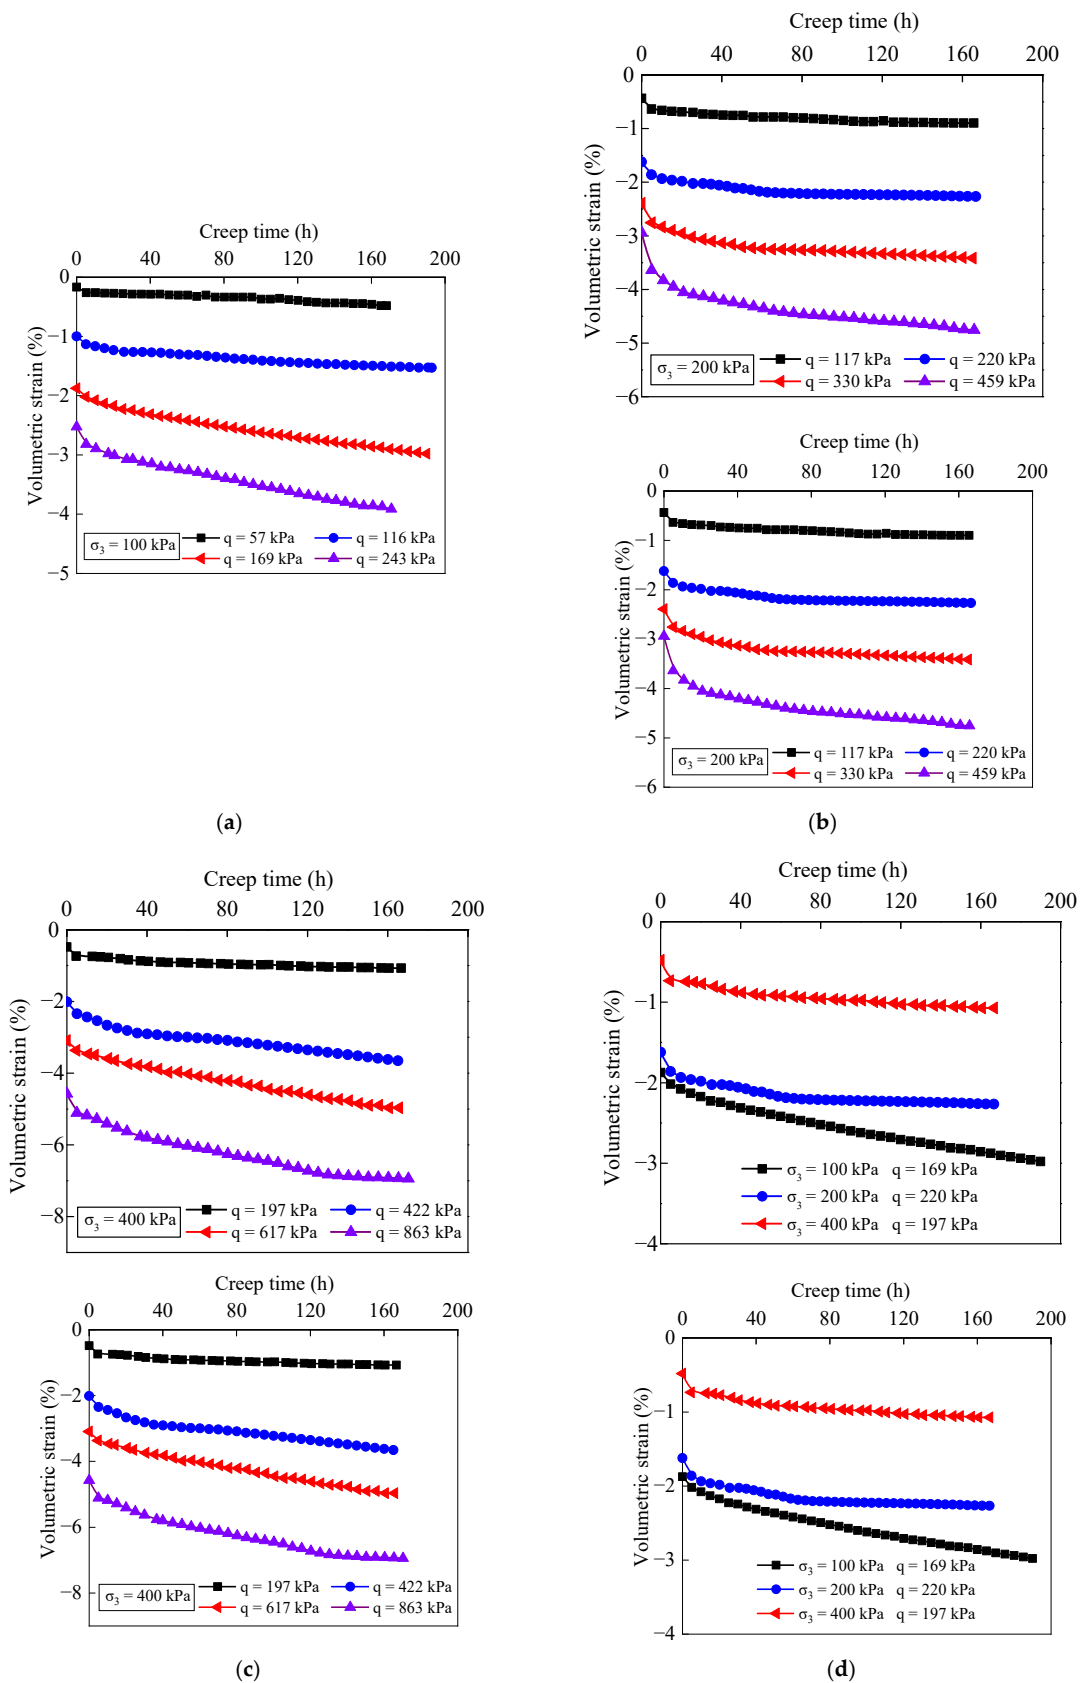 Creep time (h)
0 40 80 120 160 200
0
−1
−2
−3
−4
−5
Volumetric strain (%)
σ3 = 100 kPa
q = 57 kPa q = 116 kPa
q = 169 kPa q = 243 kPa
Creep time (h)
0 40 80 120 160 200
0
−1
−2
−3
−4
−5
−6
Volumetric strain (%)
σ3 = 200 kPa
q = 117 kPa q = 220 kPa
q = 330 kPa q = 459 kPa
Creep time (h)
0 40 80 120 160 200
0
−1
−2
−3
−4
−5
−6
Volumetric strain (%)
σ3 = 200 kPa
q = 117 kPa q = 220 kPa
q = 330 kPa q = 459 kPa
(a)
(b)
Creep time (h)
0 40 80 120 160 200
0
−2
−4
−6
−8
Volumetric strain (%)
σ3 = 400 kPa
q = 197 kPa q = 422 kPa
q = 617 kPa q = 863 kPa
Creep time (h)
0 40 80 120 160 200
0
−1
−2
−3
−4
Volumetric strain (%)
σ3 = 100 kPa q = 169 kPa
σ3 = 200 kPa q = 220 kPa
σ3 = 400 kPa q = 197 kPa
Creep time (h)
0 40 80 120 160 200
0
−2
−4
−6
−8
Volumetric strain (%)
σ3 = 400 kPa
q = 197 kPa q = 422 kPa
q = 617 kPa q = 863 kPa
Creep time (h)
0 40 80 120 160 200
0
−1
−2
−3
−4
Volumetric strain (%)
σ3 = 100 kPa q = 169 kPa
σ3 = 200 kPa q = 220 kPa
σ3 = 400 kPa q = 197 kPa
(c)
(d)